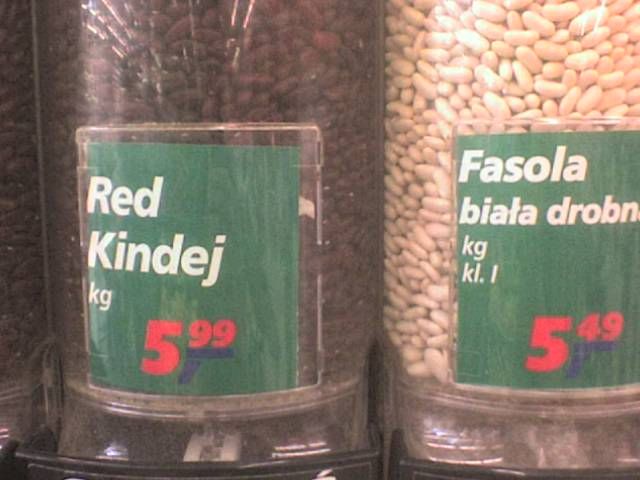 Red
Kindej
kg
5,99
Fasola
biała drobn
kg
kl. I
5,49